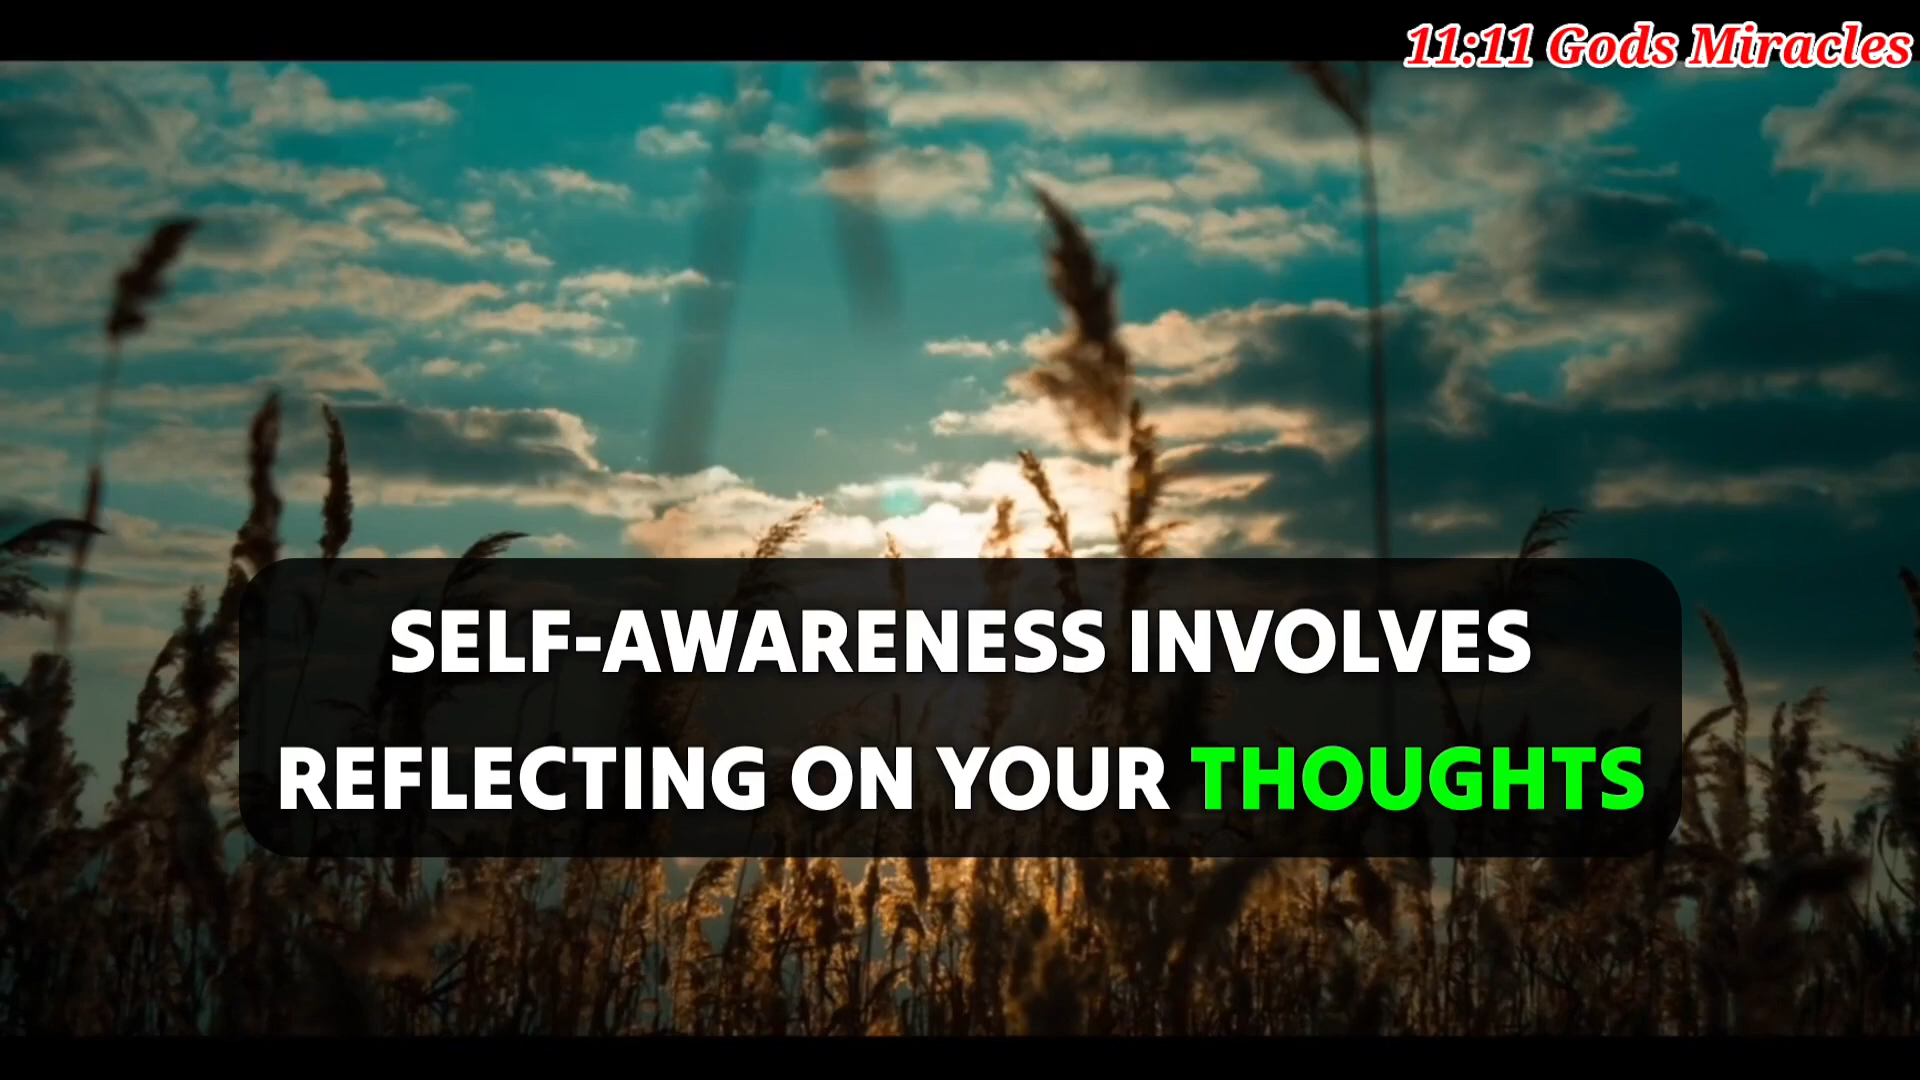 11:11 Gods Miracles
SELF-AWARENESS INVOLVES
REFLECTING ON YOUR THOUGHTS